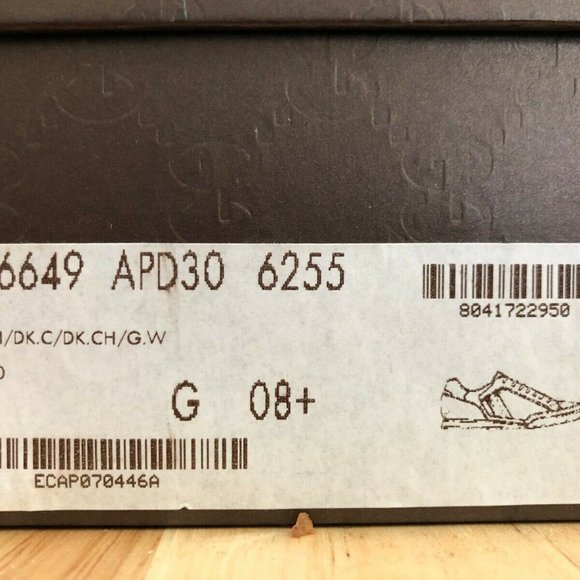 6649 APD30 6255
8041722950
/DK.C/DK.CH/G.W
G 08+
ECAP070446A